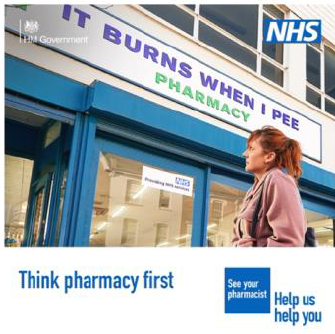 HM Government
NHS
IT BURNS WHEN I PEE
PHARMACY
NHS
Providing NHS services
Think pharmacy first
See your
pharmacist
Help us
help you